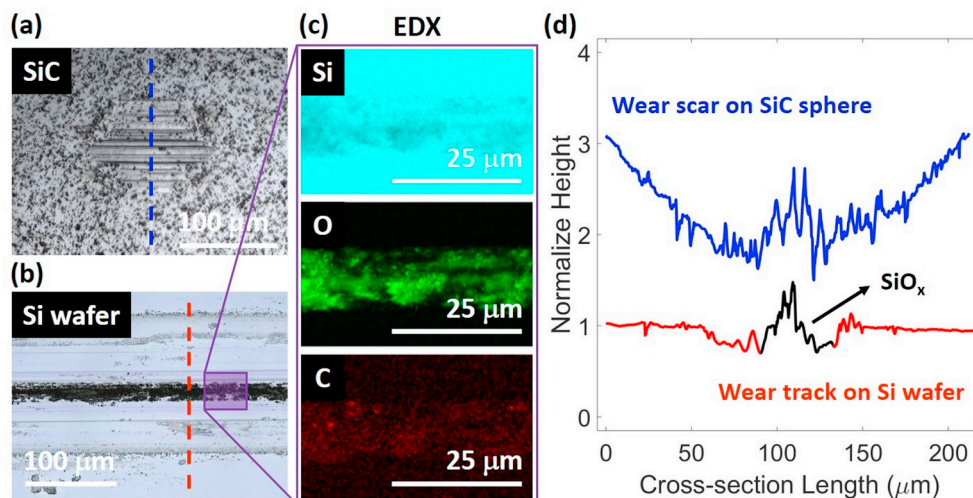 (a)
SiC
100 μm
(b)
Si wafer
100 μm
(c) EDX
Si
25 μm
O
25 μm
C
25 μm
(d)
4
3
2
1
0
Normalize Height
Wear scar on SiC sphere
SiOx
Wear track on Si wafer
0 50 100 150 200
Cross-section Length (μm)